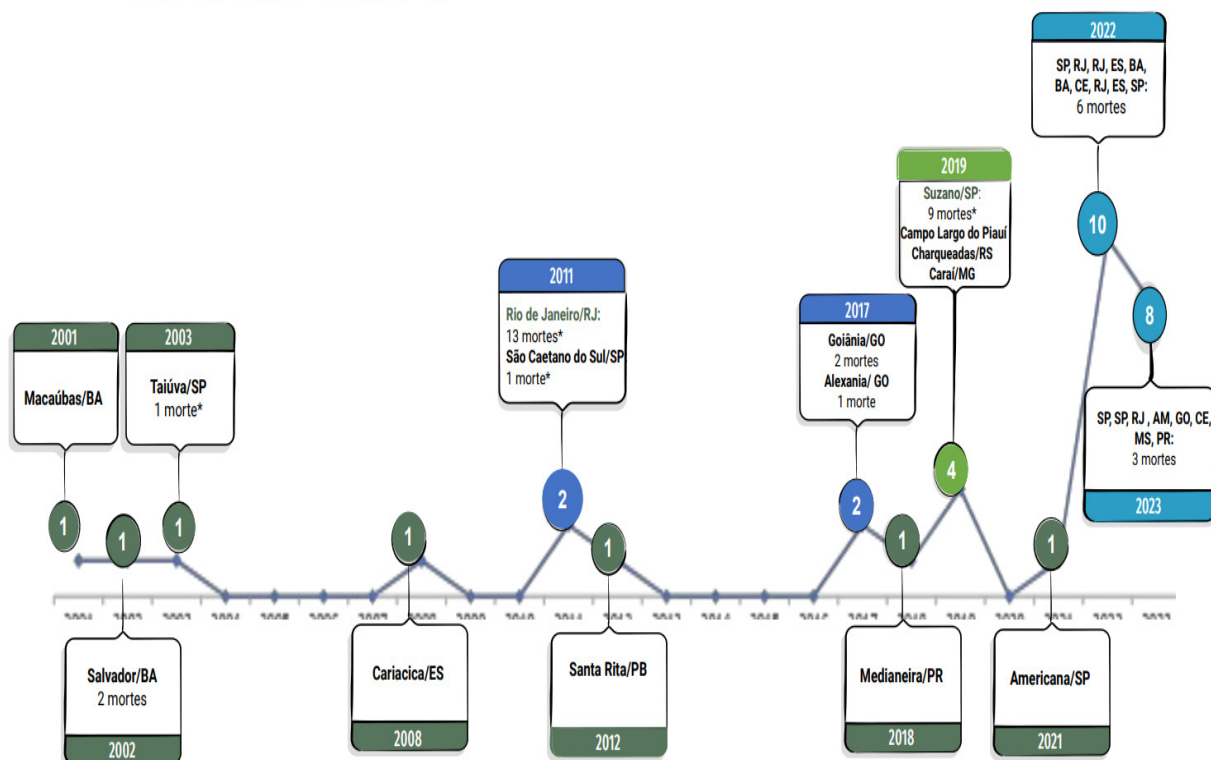 2001
Macaúbas/BA
2003
Taiúva/SP
1 morte*
2011
Rio de Janeiro/RJ:
13 mortes*
São Caetano do Sul/SP
1 morte*
2017
Goiânia/GO
2 mortes
Alexania/ GO
1 morte
2019
Suzano/SP:
9 mortes*
Campo Largo do Piauí
Charqueadas/RS
Caraí/MG
2022
SP, RJ, RJ, ES, BA,
BA, CE, RJ, ES, SP:
6 mortes
1
1
1
1
2
1
2
1
4
1
10
8
SP, SP, RJ , AM, GO, CE,
MS, PR:
3 mortes
2023
Salvador/BA
2 mortes
2002
Cariacica/ES
2008
Santa Rita/PB
2012
Medianeira/PR
2018
Americana/SP
2021